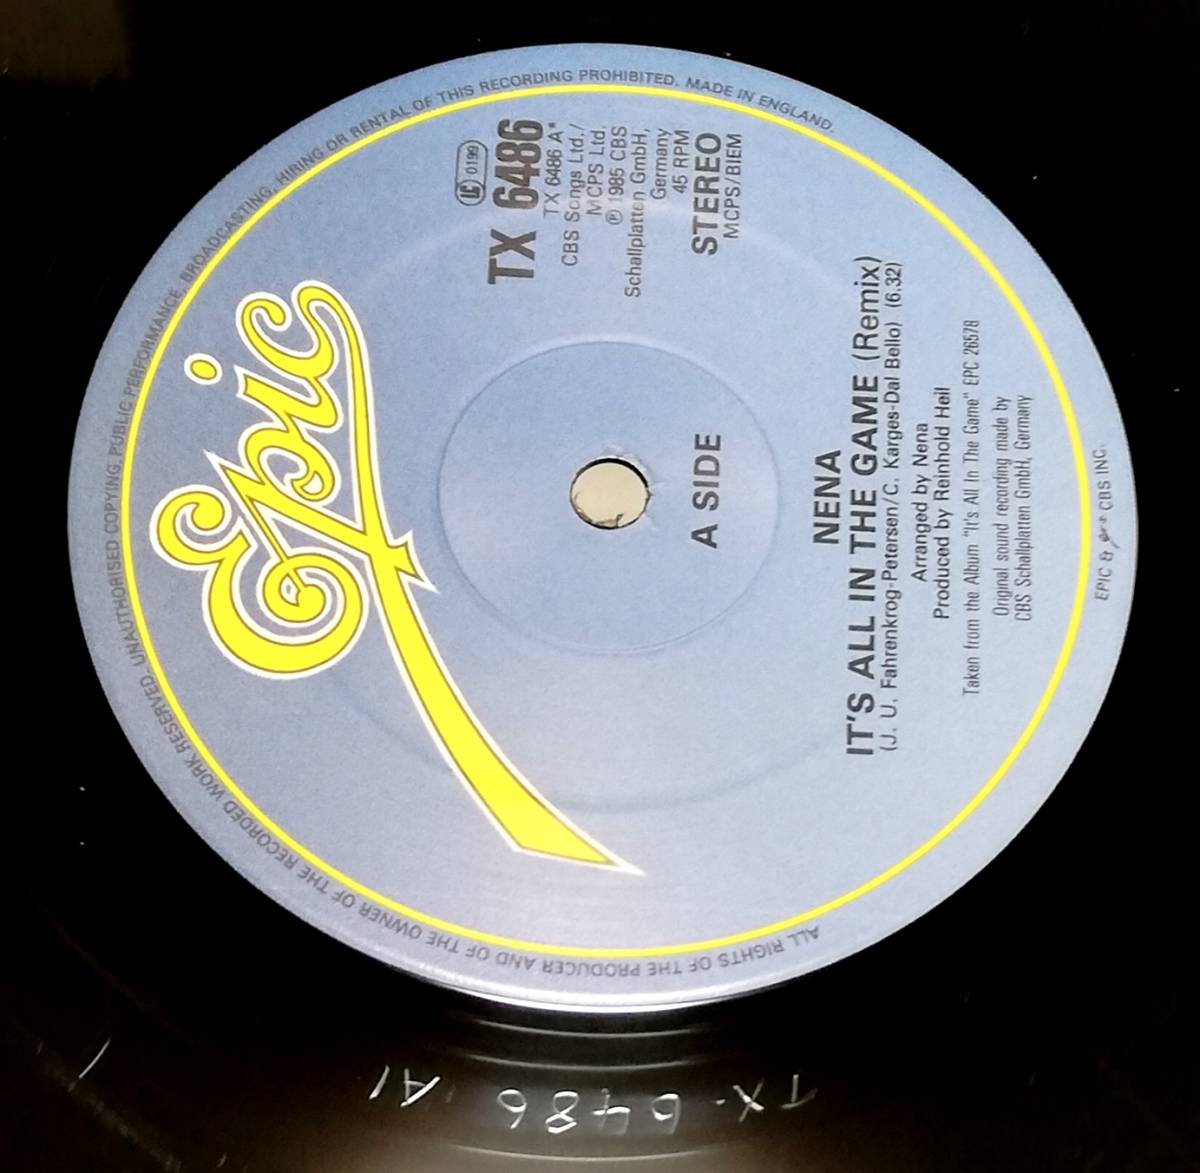 Epic
LC 0199
TX 6486
TX 6486 A*
CBS Songs Ltd./
MCPS Ltd.
℗ 1985 CBS
Schallplatten GmbH,
Germany
45 RPM
STEREO
MCPS/BIEM
A SIDE
NENA
IT'S ALL IN THE GAME (Remix)
(J. U. Fahrenkrog-Petersen/C. Karges-Dal Bello) (6.32)
Arranged by Nena
Produced by Reinhold Heil
Taken from the Album "It's All In The Game" EPC 26578
Original sound recording made by
CBS Schallplatten GmbH, Germany
ALL RIGHTS OF THE PRODUCER AND OF THE OWNER OF THE RECORDED WORK RESERVED. UNAUTHORISED COPYING, PUBLIC PERFORMANCE, BROADCASTING, HIRING OR RENTAL OF THIS RECORDING PROHIBITED. MADE IN ENGLAND.
EPIC & CBS INC.
TX·6486 A1